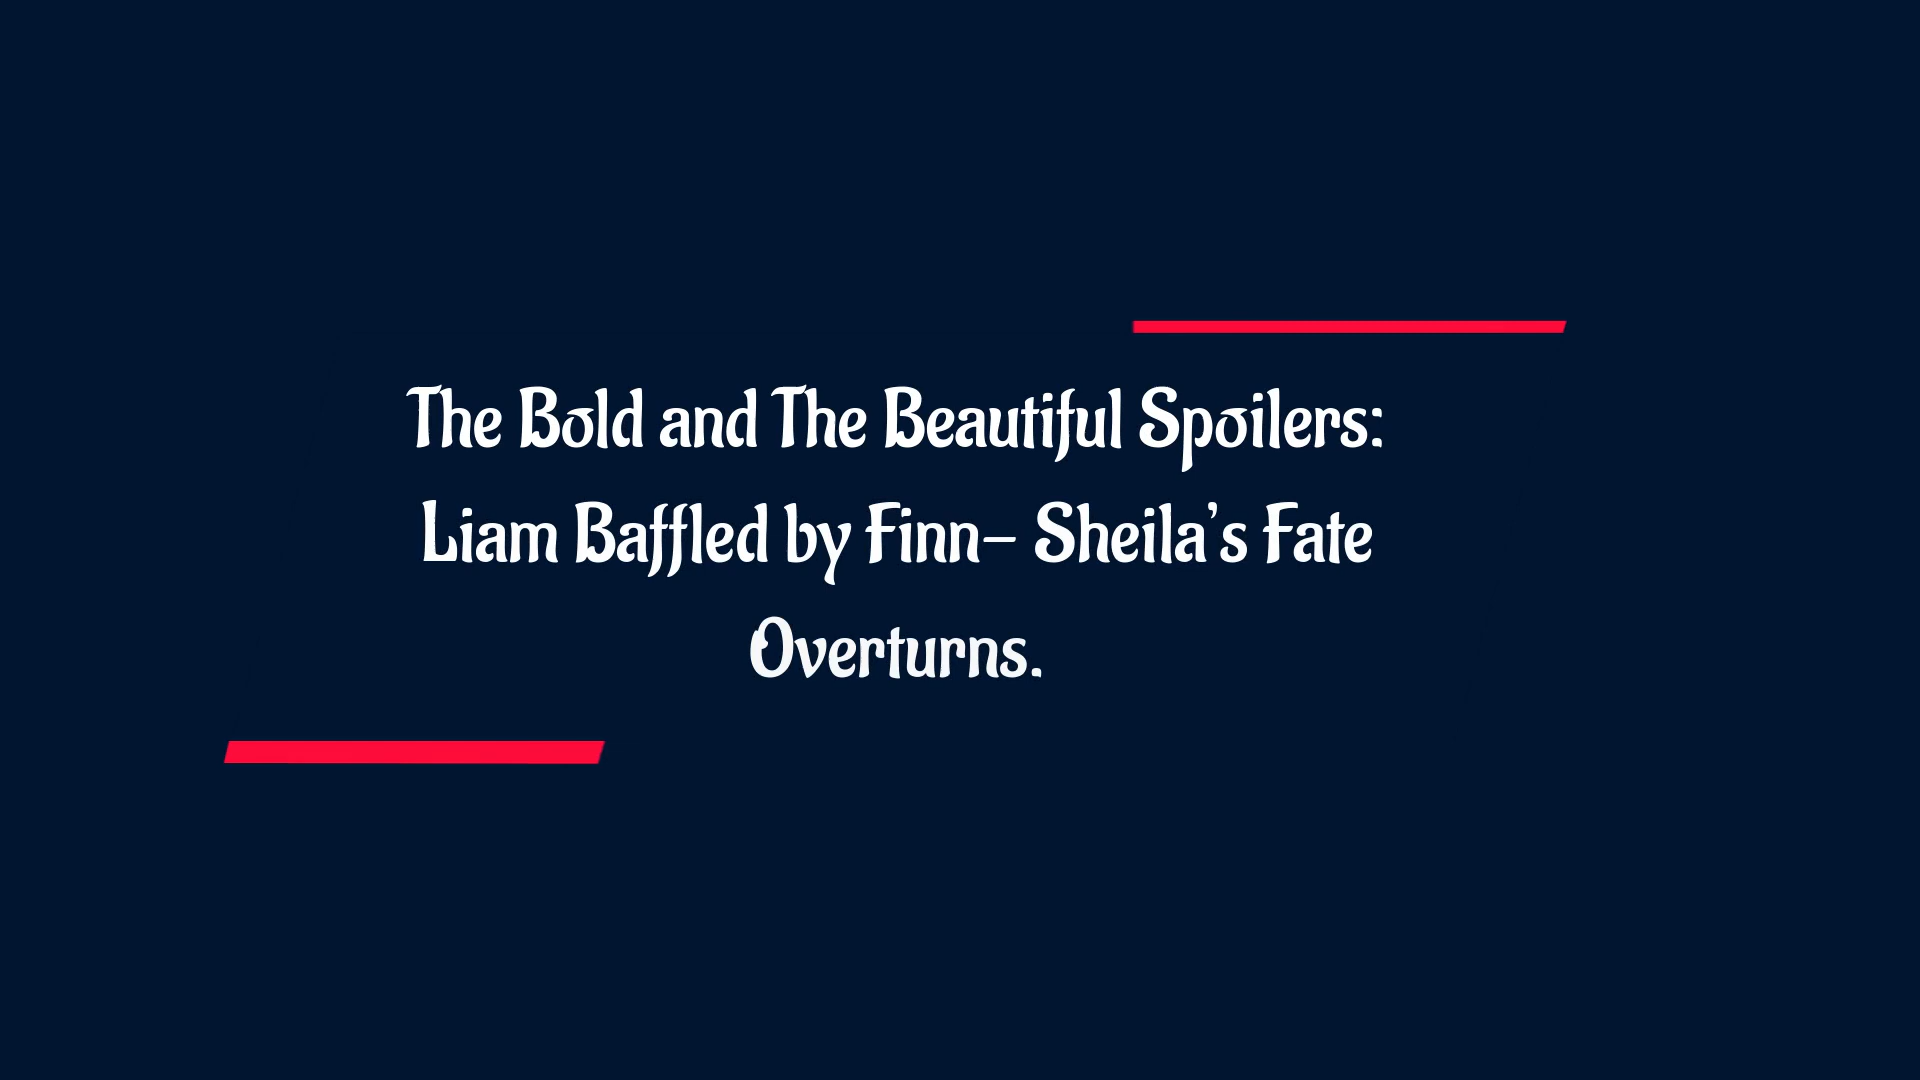 The Bold and The Beautiful Spoilers:
Liam Baffled by Finn– Sheila’s Fate
Overturns.